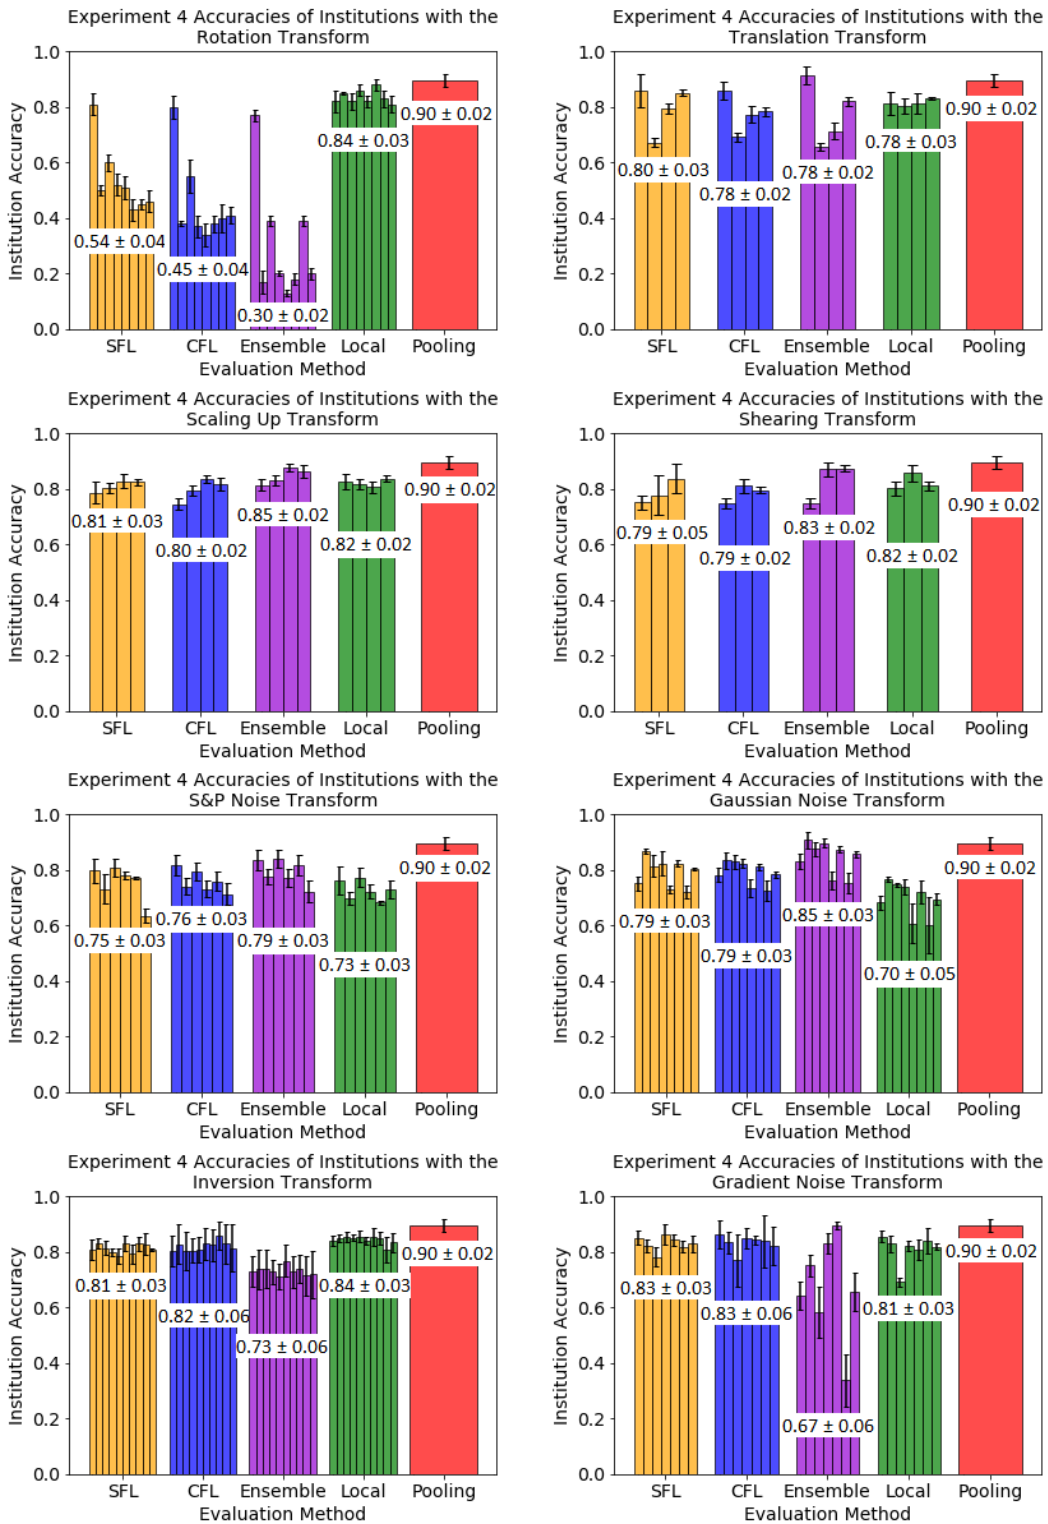 Experiment 4 Accuracies of Institutions with the
Rotation Transform
Institution Accuracy
1.0
0.8
0.6
0.4
0.2
0.0
0.54 ± 0.04
0.45 ± 0.04
0.30 ± 0.02
0.84 ± 0.03
0.90 ± 0.02
SFL CFL Ensemble Local Pooling
Evaluation Method
Experiment 4 Accuracies of Institutions with the
Translation Transform
Institution Accuracy
1.0
0.8
0.6
0.4
0.2
0.0
0.80 ± 0.03
0.78 ± 0.02
0.78 ± 0.02
0.78 ± 0.03
0.90 ± 0.02
SFL CFL Ensemble Local Pooling
Evaluation Method
Experiment 4 Accuracies of Institutions with the
Scaling Up Transform
Institution Accuracy
1.0
0.8
0.6
0.4
0.2
0.0
0.81 ± 0.03
0.80 ± 0.02
0.85 ± 0.02
0.82 ± 0.02
0.90 ± 0.02
SFL CFL Ensemble Local Pooling
Evaluation Method
Experiment 4 Accuracies of Institutions with the
Shearing Transform
Institution Accuracy
1.0
0.8
0.6
0.4
0.2
0.0
0.79 ± 0.05
0.79 ± 0.02
0.83 ± 0.02
0.82 ± 0.02
0.90 ± 0.02
SFL CFL Ensemble Local Pooling
Evaluation Method
Experiment 4 Accuracies of Institutions with the
S&P Noise Transform
Institution Accuracy
1.0
0.8
0.6
0.4
0.2
0.0
0.75 ± 0.03
0.76 ± 0.03
0.79 ± 0.03
0.73 ± 0.03
0.90 ± 0.02
SFL CFL Ensemble Local Pooling
Evaluation Method
Experiment 4 Accuracies of Institutions with the
Gaussian Noise Transform
Institution Accuracy
1.0
0.8
0.6
0.4
0.2
0.0
0.79 ± 0.03
0.79 ± 0.03
0.85 ± 0.03
0.70 ± 0.05
0.90 ± 0.02
SFL CFL Ensemble Local Pooling
Evaluation Method
Experiment 4 Accuracies of Institutions with the
Inversion Transform
Institution Accuracy
1.0
0.8
0.6
0.4
0.2
0.0
0.81 ± 0.03
0.82 ± 0.06
0.73 ± 0.06
0.84 ± 0.03
0.90 ± 0.02
SFL CFL Ensemble Local Pooling
Evaluation Method
Experiment 4 Accuracies of Institutions with the
Gradient Noise Transform
Institution Accuracy
1.0
0.8
0.6
0.4
0.2
0.0
0.83 ± 0.03
0.83 ± 0.06
0.67 ± 0.06
0.81 ± 0.03
0.90 ± 0.02
SFL CFL Ensemble Local Pooling
Evaluation Method